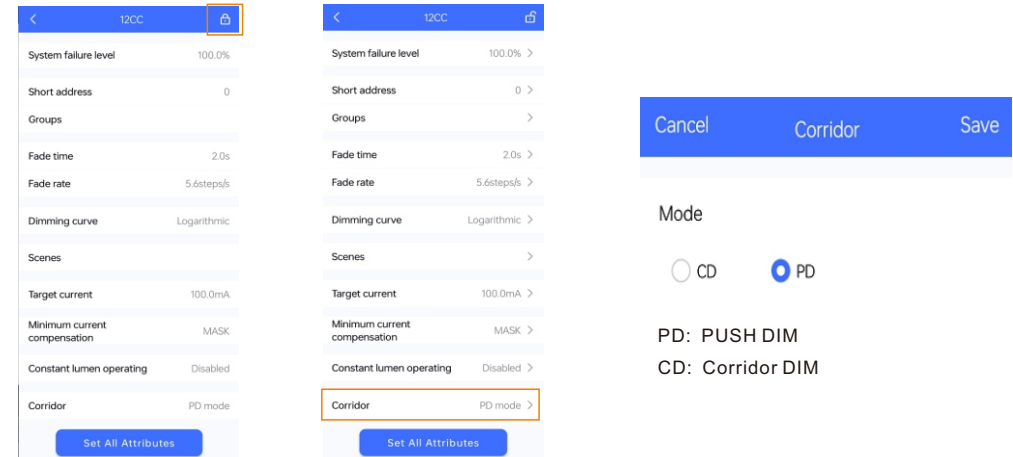 12CC
System failure level 100.0%
Short address 0
Groups
Fade time 2.0s
Fade rate 5.6steps/s
Dimming curve Logarithmic
Scenes
Target current 100.0mA
Minimum current
compensation MASK
Constant lumen operating Disabled
Corridor PD mode
Set All Attributes
12CC
System failure level 100.0%
Short address 0
Groups
Fade time 2.0s
Fade rate 5.6steps/s
Dimming curve Logarithmic
Scenes
Target current 100.0mA
Minimum current
compensation MASK
Constant lumen operating Disabled
Corridor PD mode
Set All Attributes
Cancel Corridor Save
Mode
CD PD
PD: PUSH DIM
CD: Corridor DIM